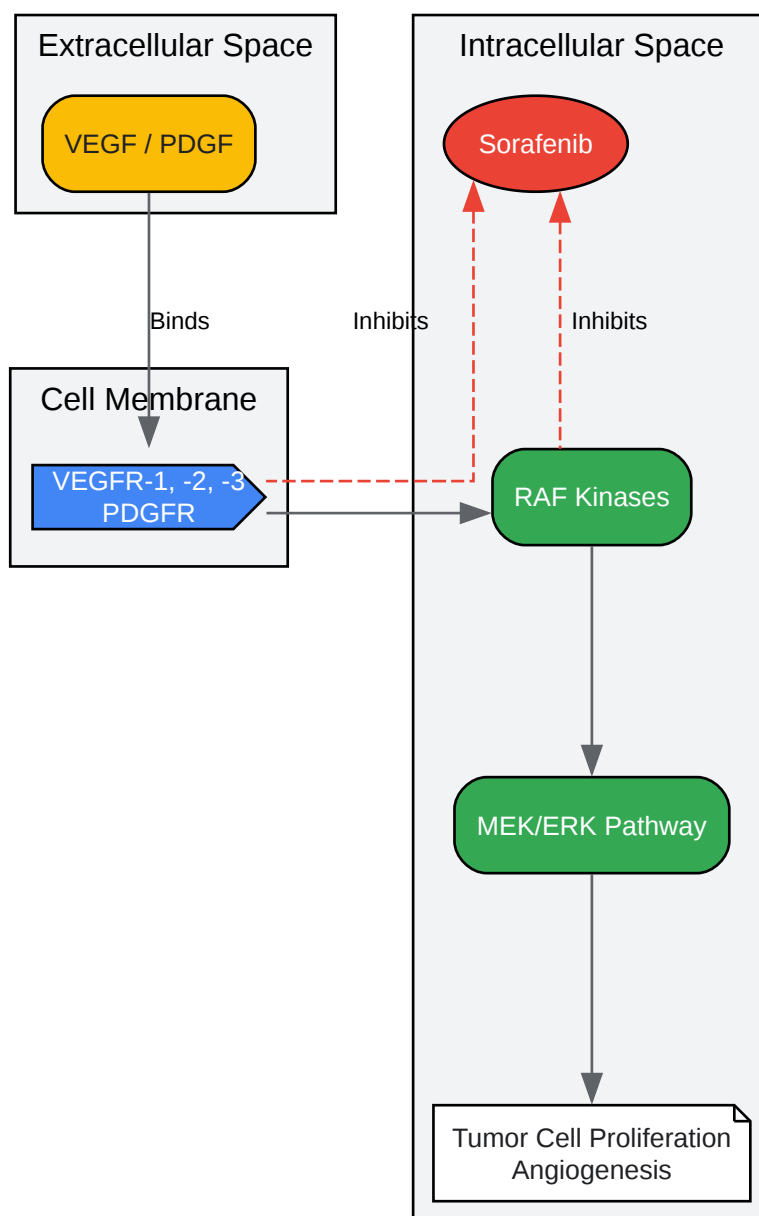 Extracellular Space
Intracellular Space
VEGF / PDGF
Sorafenib
Binds
Inhibits
Inhibits
Cell Membrane
VEGFR-1, -2, -3
PDGFR
RAF Kinases
MEK/ERK Pathway
Tumor Cell Proliferation
Angiogenesis